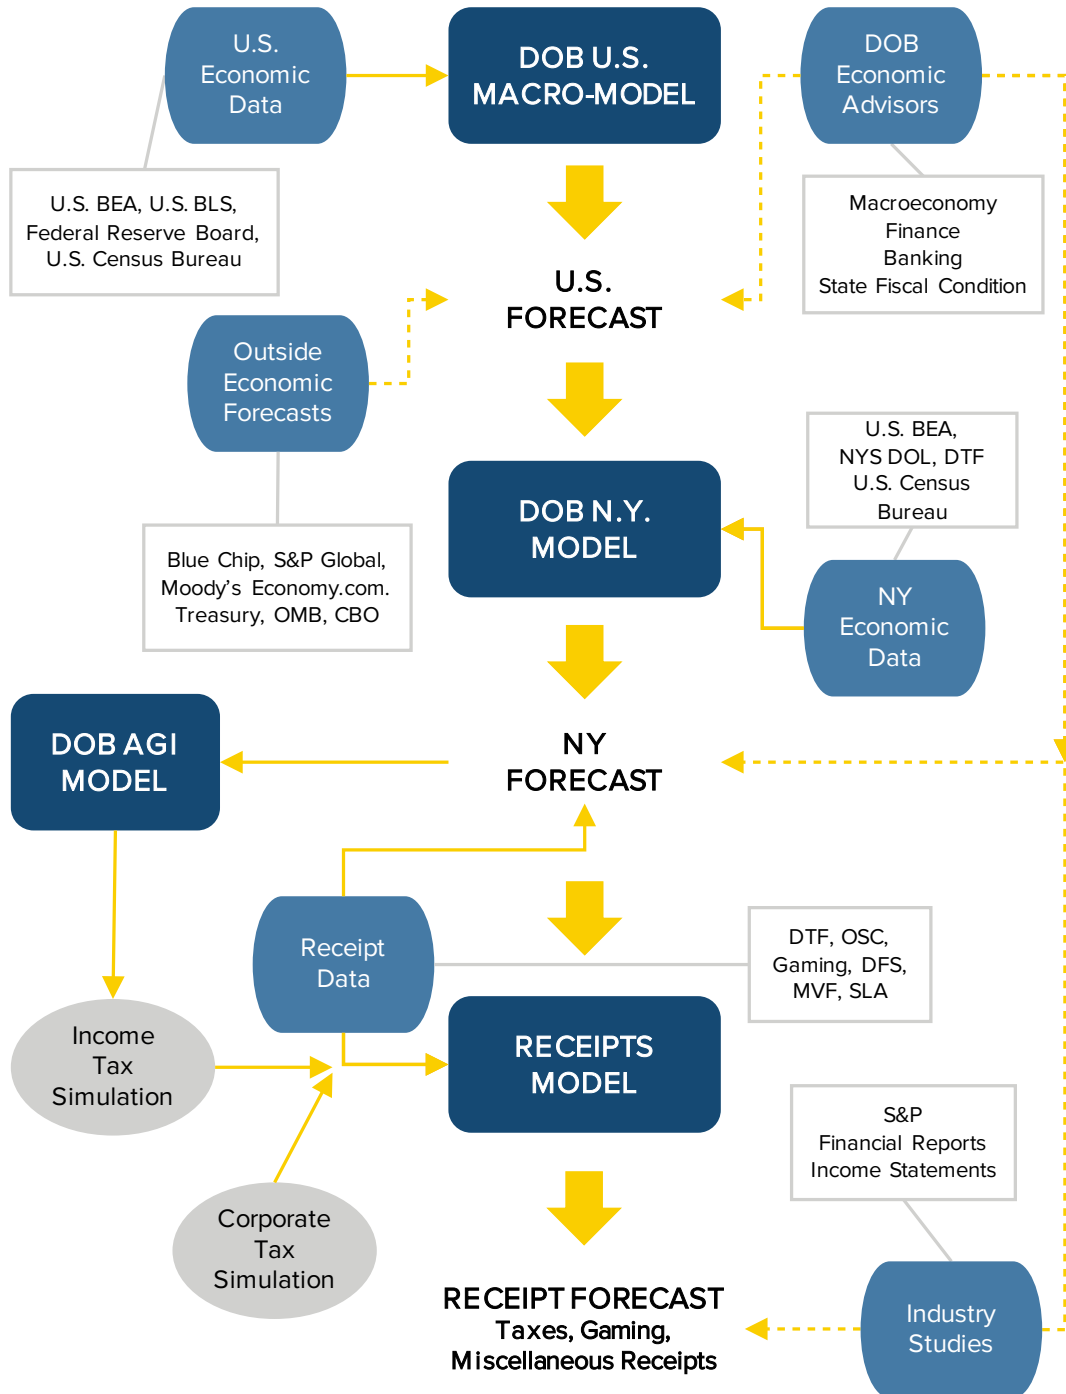 U.S.
Economic
Data
DOB U.S.
MACRO-MODEL
DOB
Economic
Advisors
U.S. BEA, U.S. BLS,
Federal Reserve Board,
U.S. Census Bureau
Macroeconomy
Finance
Banking
State Fiscal Condition
U.S.
FORECAST
Outside
Economic
Forecasts
U.S. BEA,
NYS DOL, DTF
U.S. Census
Bureau
DOB N.Y.
MODEL
Blue Chip, S&P Global,
Moody’s Economy.com.
Treasury, OMB, CBO
NY
Economic
Data
DOB AGI
MODEL
NY
FORECAST
Receipt
Data
DTF, OSC,
Gaming, DFS,
MVF, SLA
Income
Tax
Simulation
RECEIPTS
MODEL
S&P
Financial Reports
Income Statements
Corporate
Tax
Simulation
RECEIPT FORECAST
Taxes, Gaming,
Miscellaneous Receipts
Industry
Studies